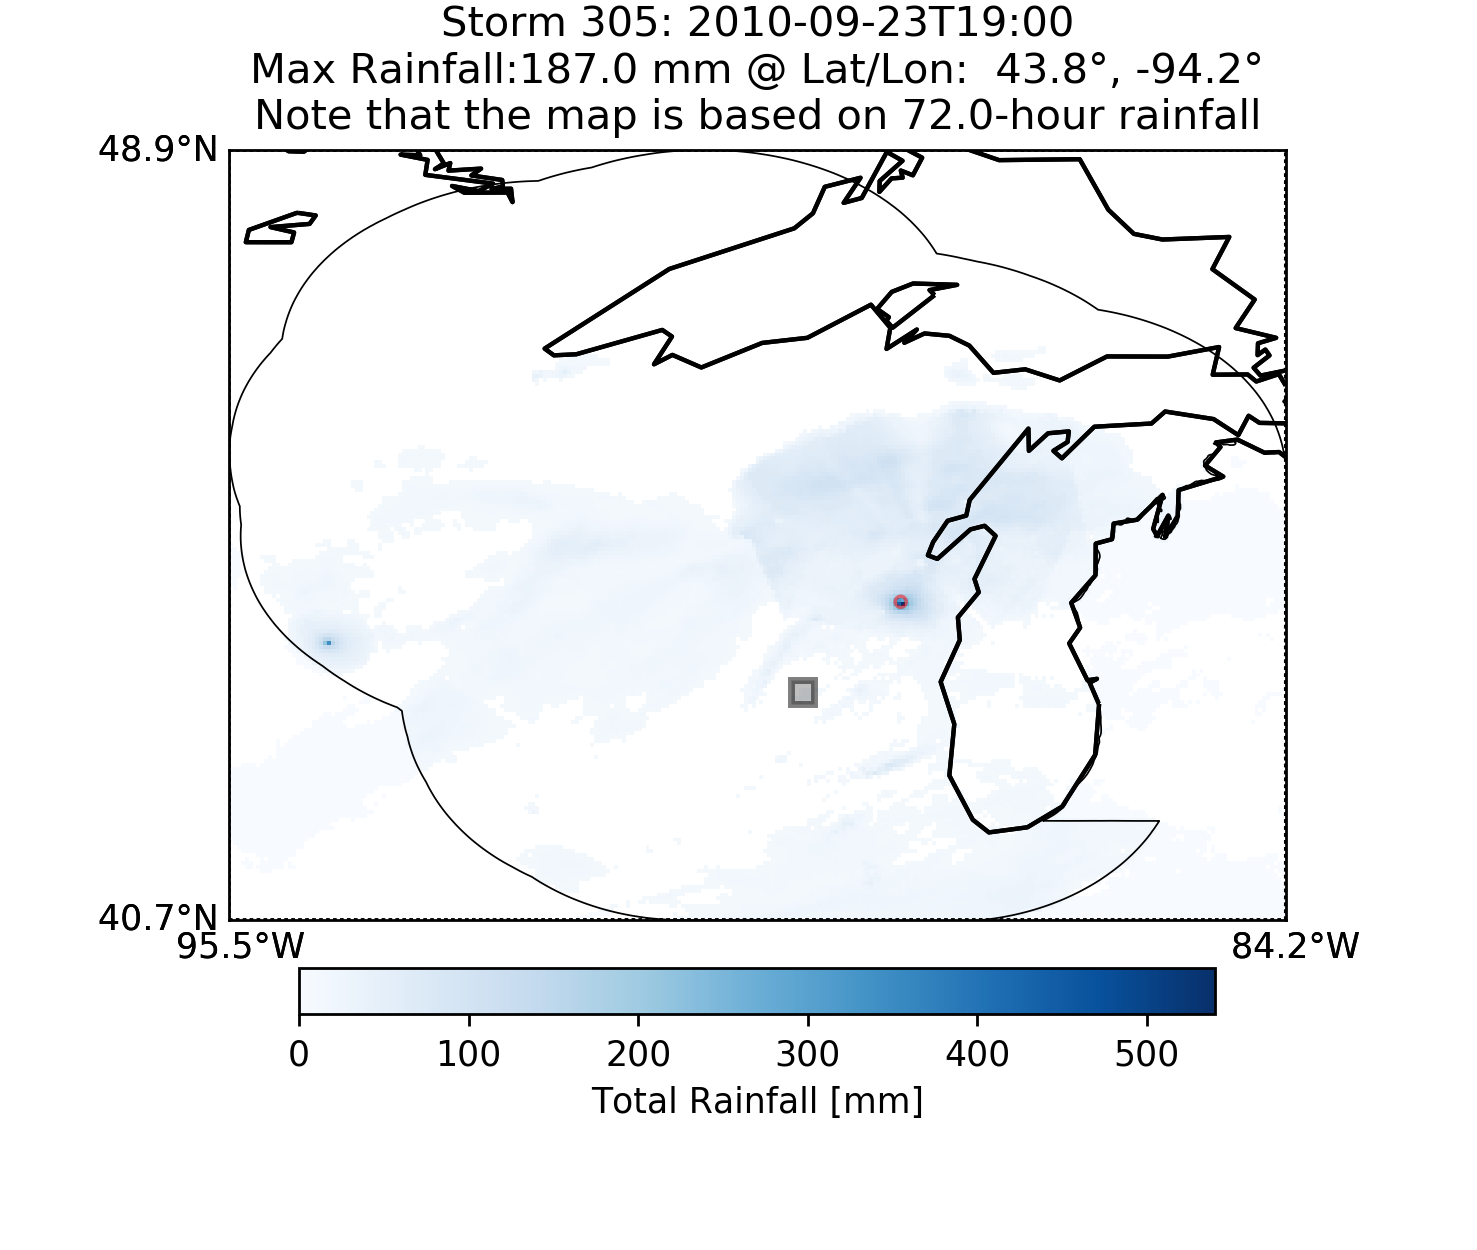 Storm 305: 2010-09-23T19:00
Max Rainfall:187.0 mm @ Lat/Lon:  43.8°, -94.2°
Note that the map is based on 72.0-hour rainfall
48.9°N
40.7°N
95.5°W 84.2°W
0 100 200 300 400 500
Total Rainfall [mm]